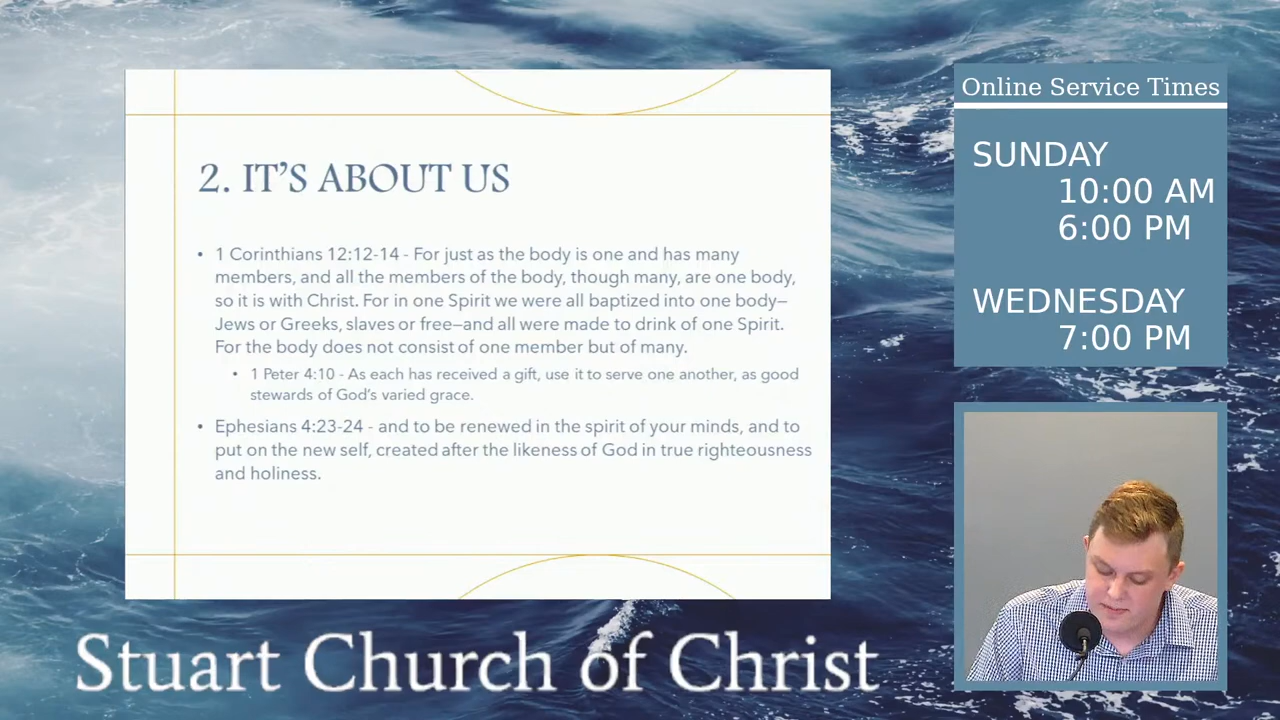 2. IT'S ABOUT US
• 1 Corinthians 12:12-14 - For just as the body is one and has many
members, and all the members of the body, though many, are one body,
so it is with Christ. For in one Spirit we were all baptized into one body—
Jews or Greeks, slaves or free—and all were made to drink of one Spirit.
For the body does not consist of one member but of many.
• 1 Peter 4:10 - As each has received a gift, use it to serve one another, as good
stewards of God's varied grace.
• Ephesians 4:23-24 - and to be renewed in the spirit of your minds, and to
put on the new self, created after the likeness of God in true righteousness
and holiness.
Online Service Times
SUNDAY
10:00 AM
6:00 PM
WEDNESDAY
7:00 PM
Stuart Church of Christ